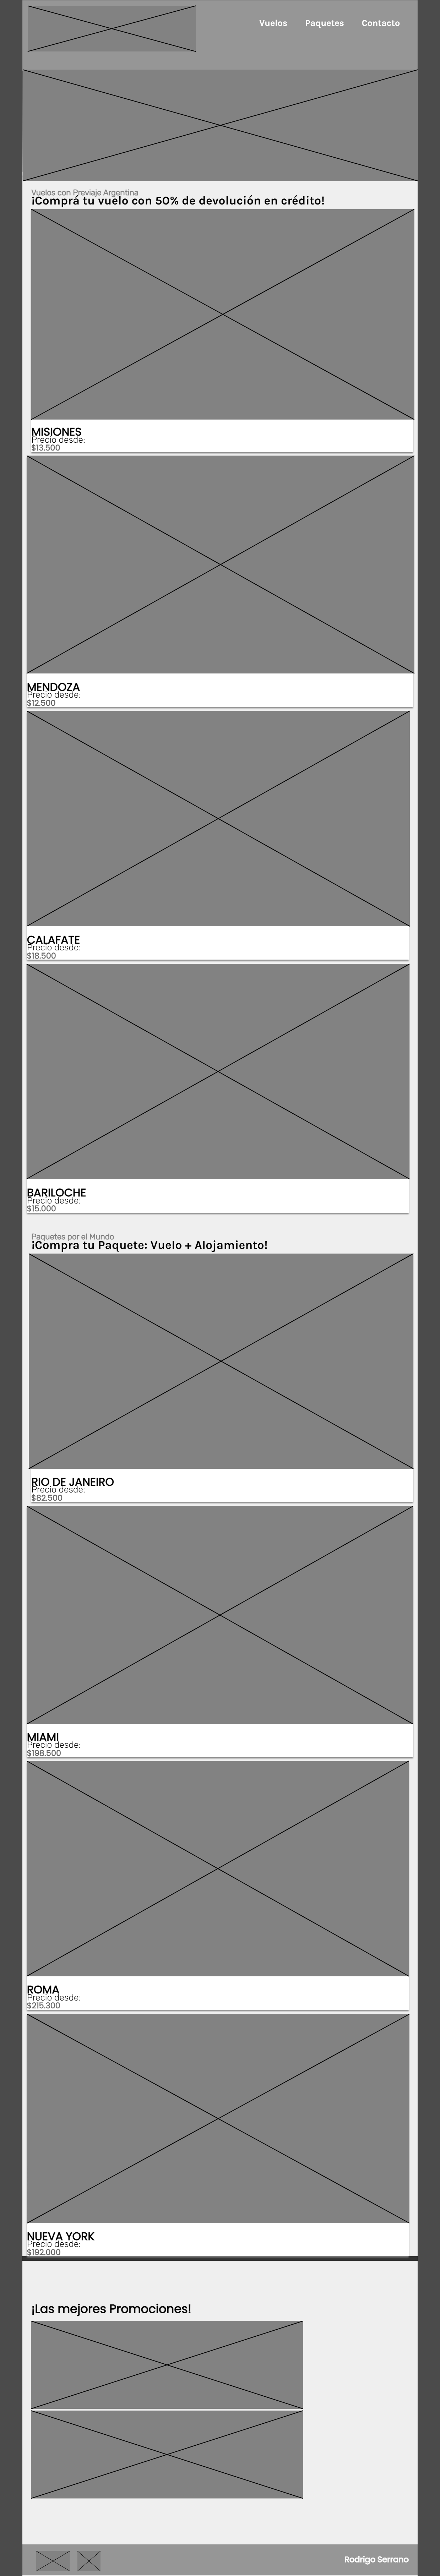 Vuelos Paquetes Contacto
Vuelos con Previaje Argentina
¡Comprá tu vuelo con 50% de devolución en crédito!
MISIONES
Precio desde:
$13.500
MENDOZA
Precio desde:
$12.500
CALAFATE
Precio desde:
$18.500
BARILOCHE
Precio desde:
$15.000
Paquetes por el Mundo
¡Compra tu Paquete: Vuelo + Alojamiento!
RIO DE JANEIRO
Precio desde:
$82.500
MIAMI
Precio desde:
$198.500
ROMA
Precio desde:
$215.300
NUEVA YORK
Precio desde:
$192.000
¡Las mejores Promociones!
Rodrigo Serrano